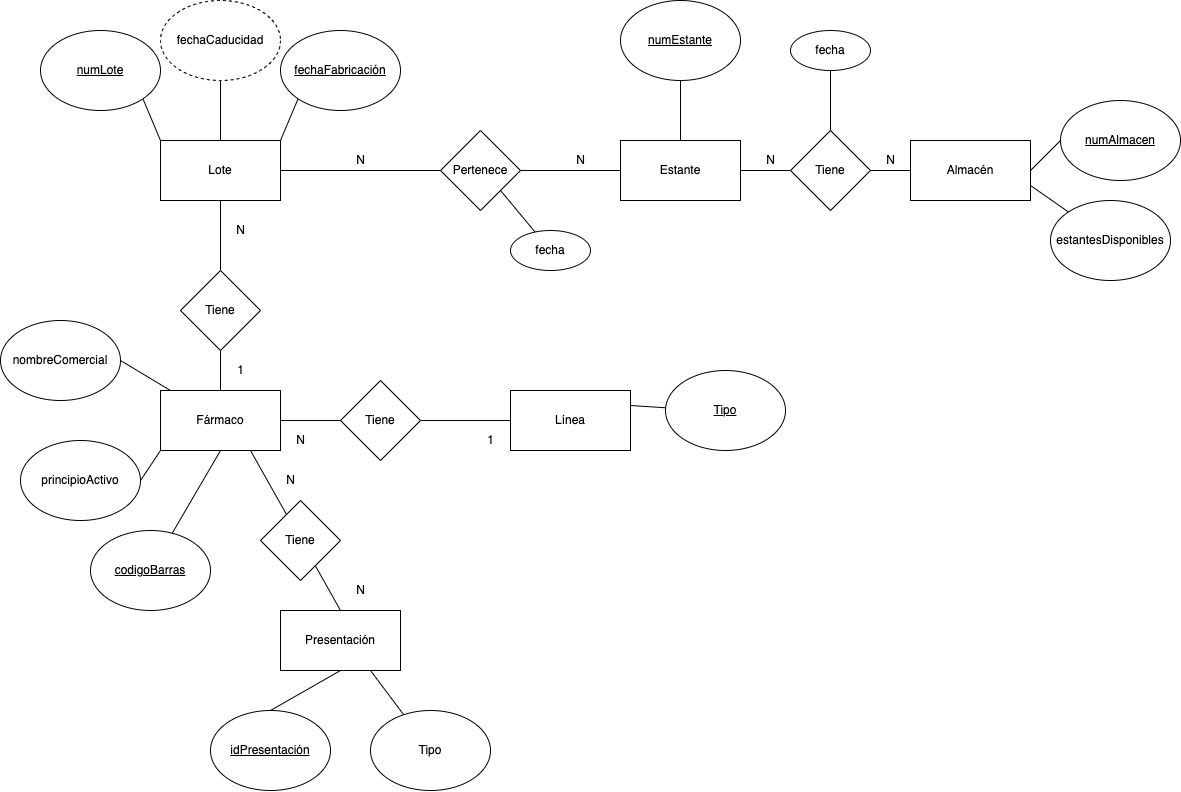 fechaCaducidad
numLote
fechaFabricación
numEstante
fecha
numAlmacen
Lote
N
Pertenece
N
Estante
N
Tiene
N
Almacén
estantesDisponibles
fecha
N
Tiene
1
nombreComercial
Fármaco
N
Tiene
1
Línea
Tipo
principioActivo
N
codigoBarras
Tiene
N
Presentación
idPresentación
Tipo